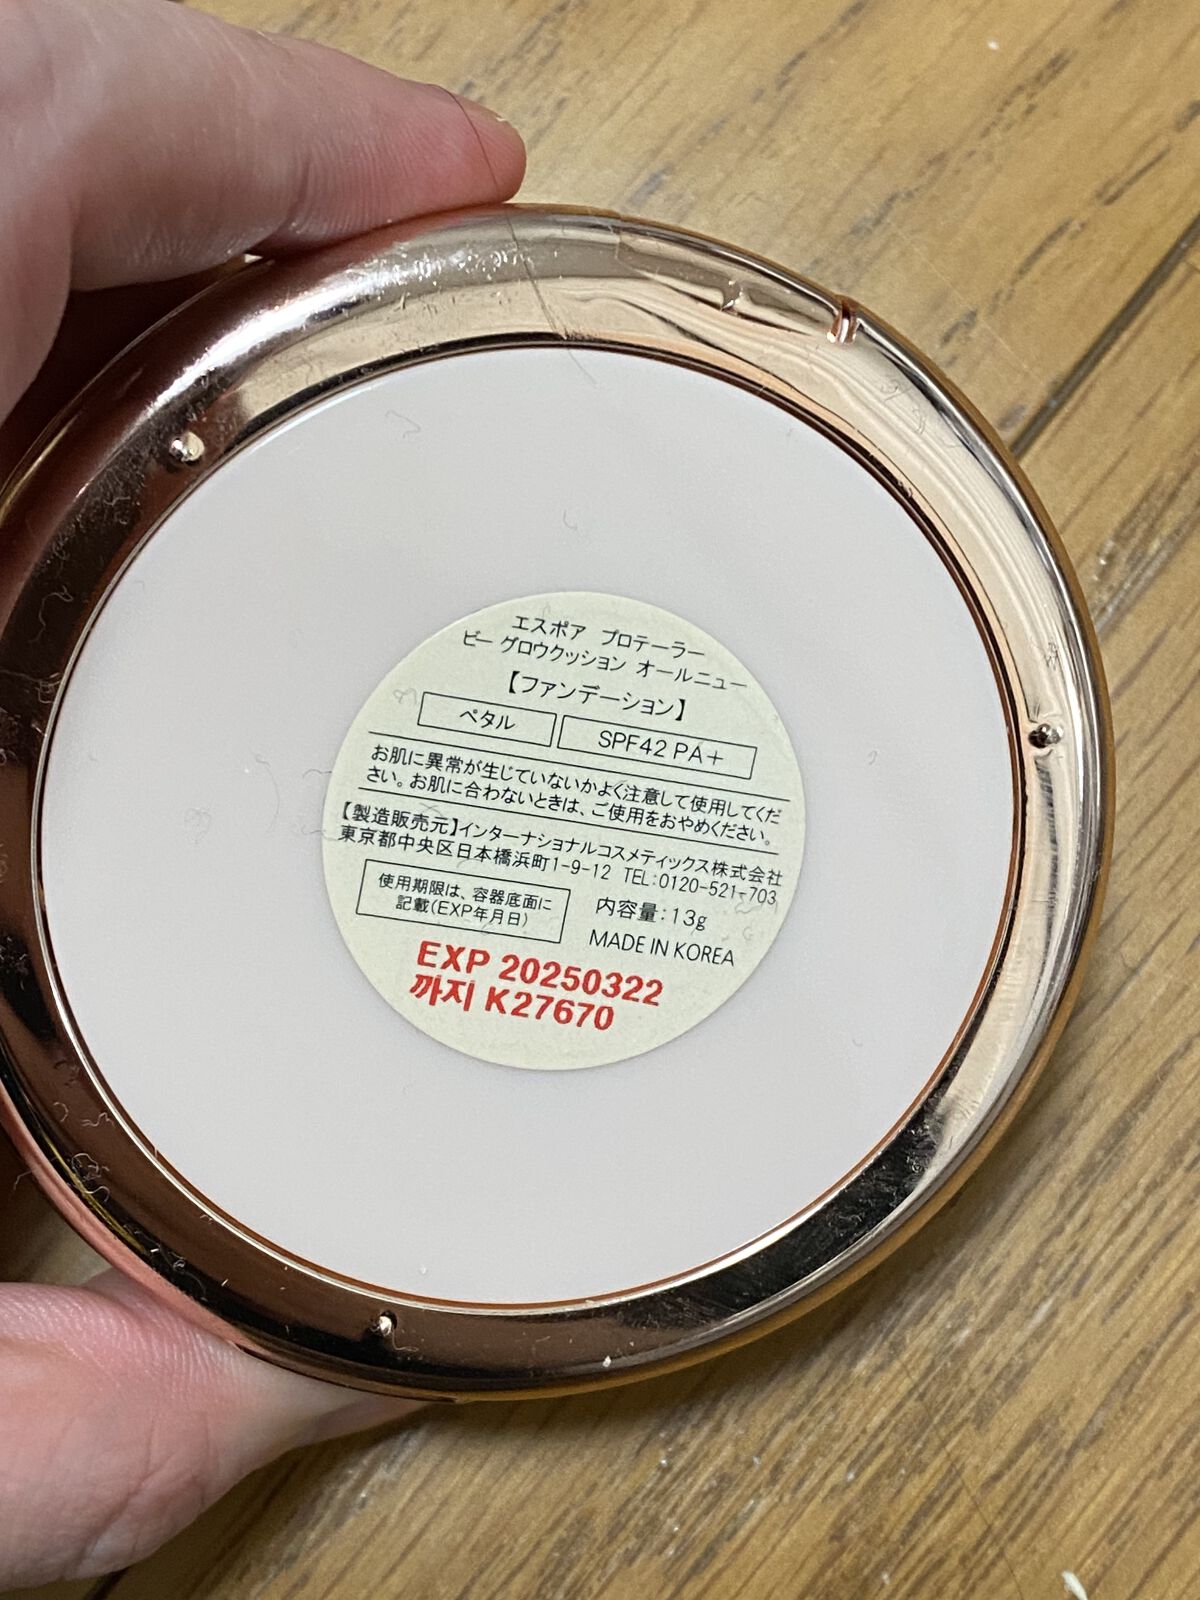 エスポア プロテーラー
ビー グロウクッション オールニュー
【ファンデーション】
ペタル SPF42 PA+
お肌に異常が生じていないかよく注意して使用してくだ
さい。お肌に合わないときは、ご使用をおやめください。
【製造販売元】インターナショナルコスメティックス株式会社
東京都中央区日本橋浜町1-9-12 TEL:0120-521-703
使用期限は、容器底面に
記載(EXP年月日)
内容量:13g
MADE IN KOREA
EXP 20250322
까지 K27670